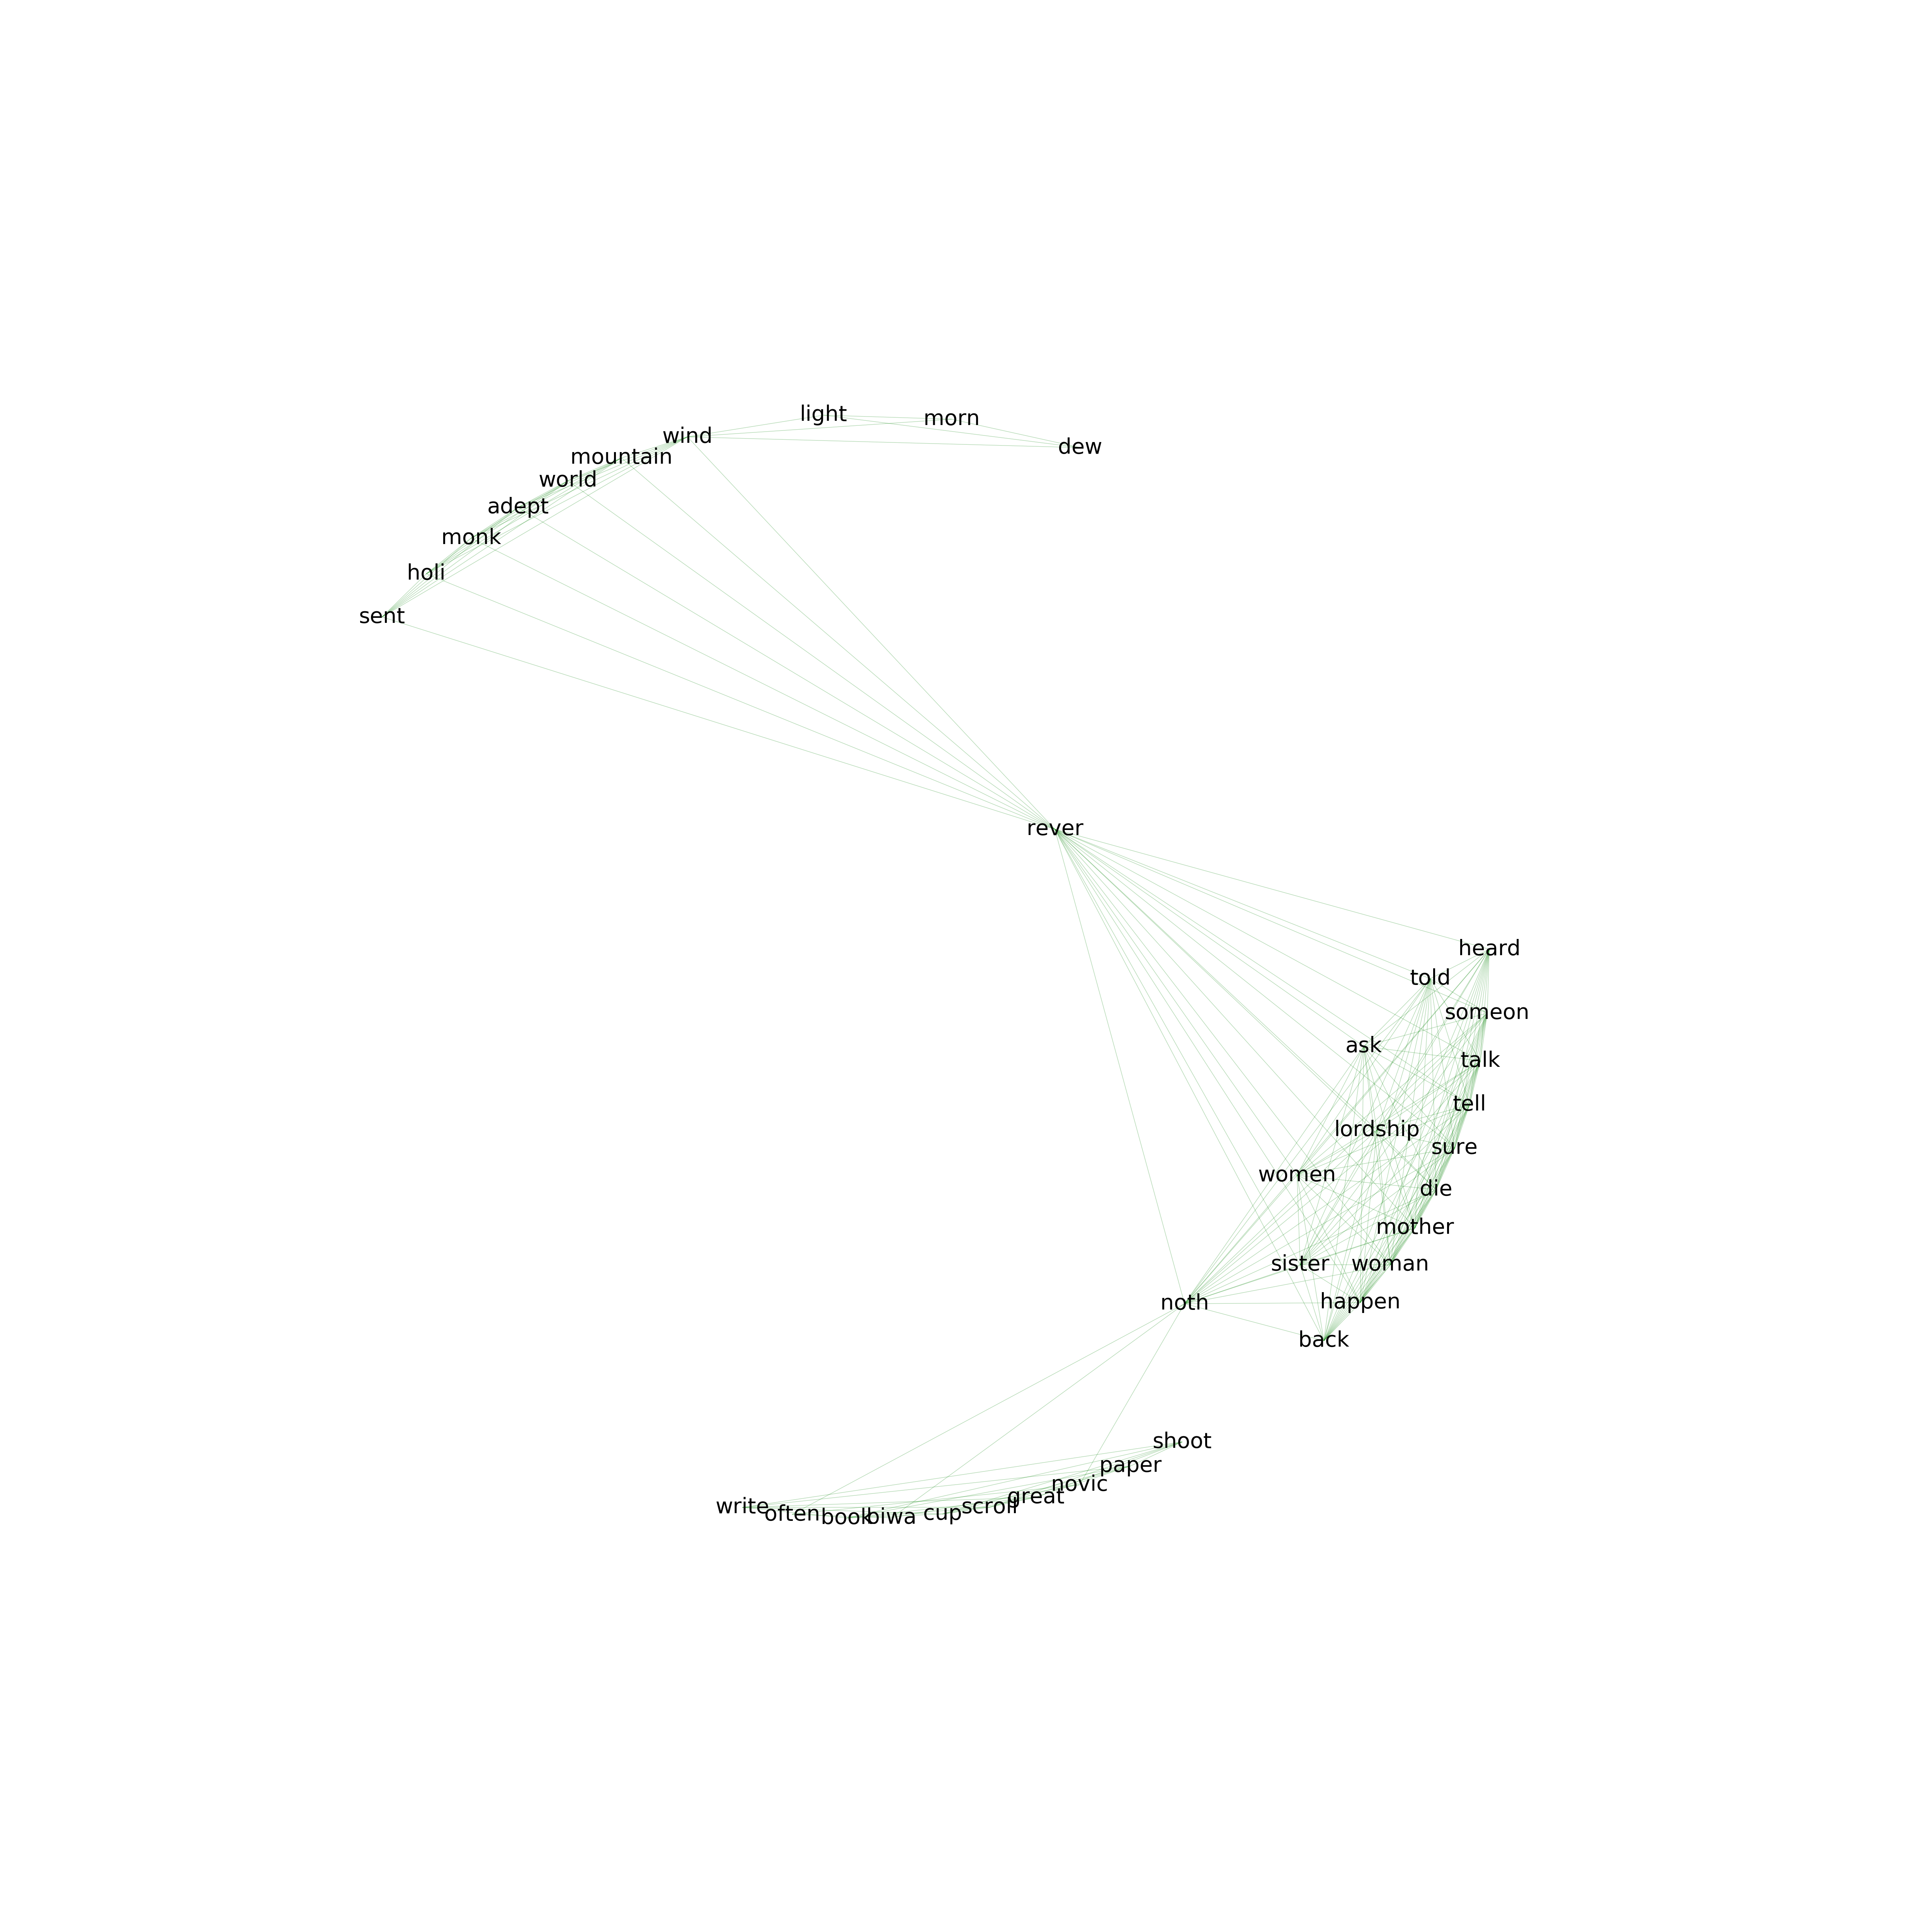 light
morn
wind
dew
mountain
world
adept
monk
holi
sent
rever
heard
told
someon
ask
talk
tell
lordship
sure
women
die
mother
sister
woman
noth
happen
back
shoot
paper
novic
great
write
often
book
biwa
cup
scroll